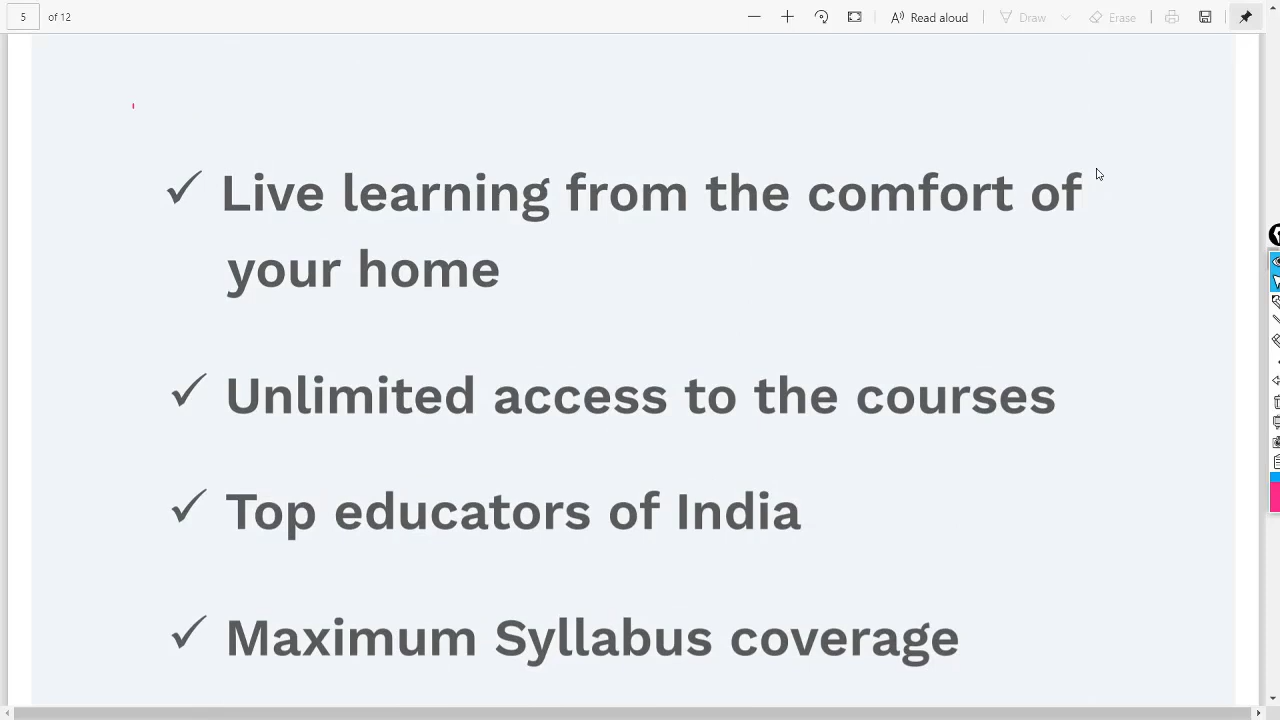 5 of 12 Read aloud Draw Erase
✓ Live learning from the comfort of
your home
✓ Unlimited access to the courses
✓ Top educators of India
✓ Maximum Syllabus coverage